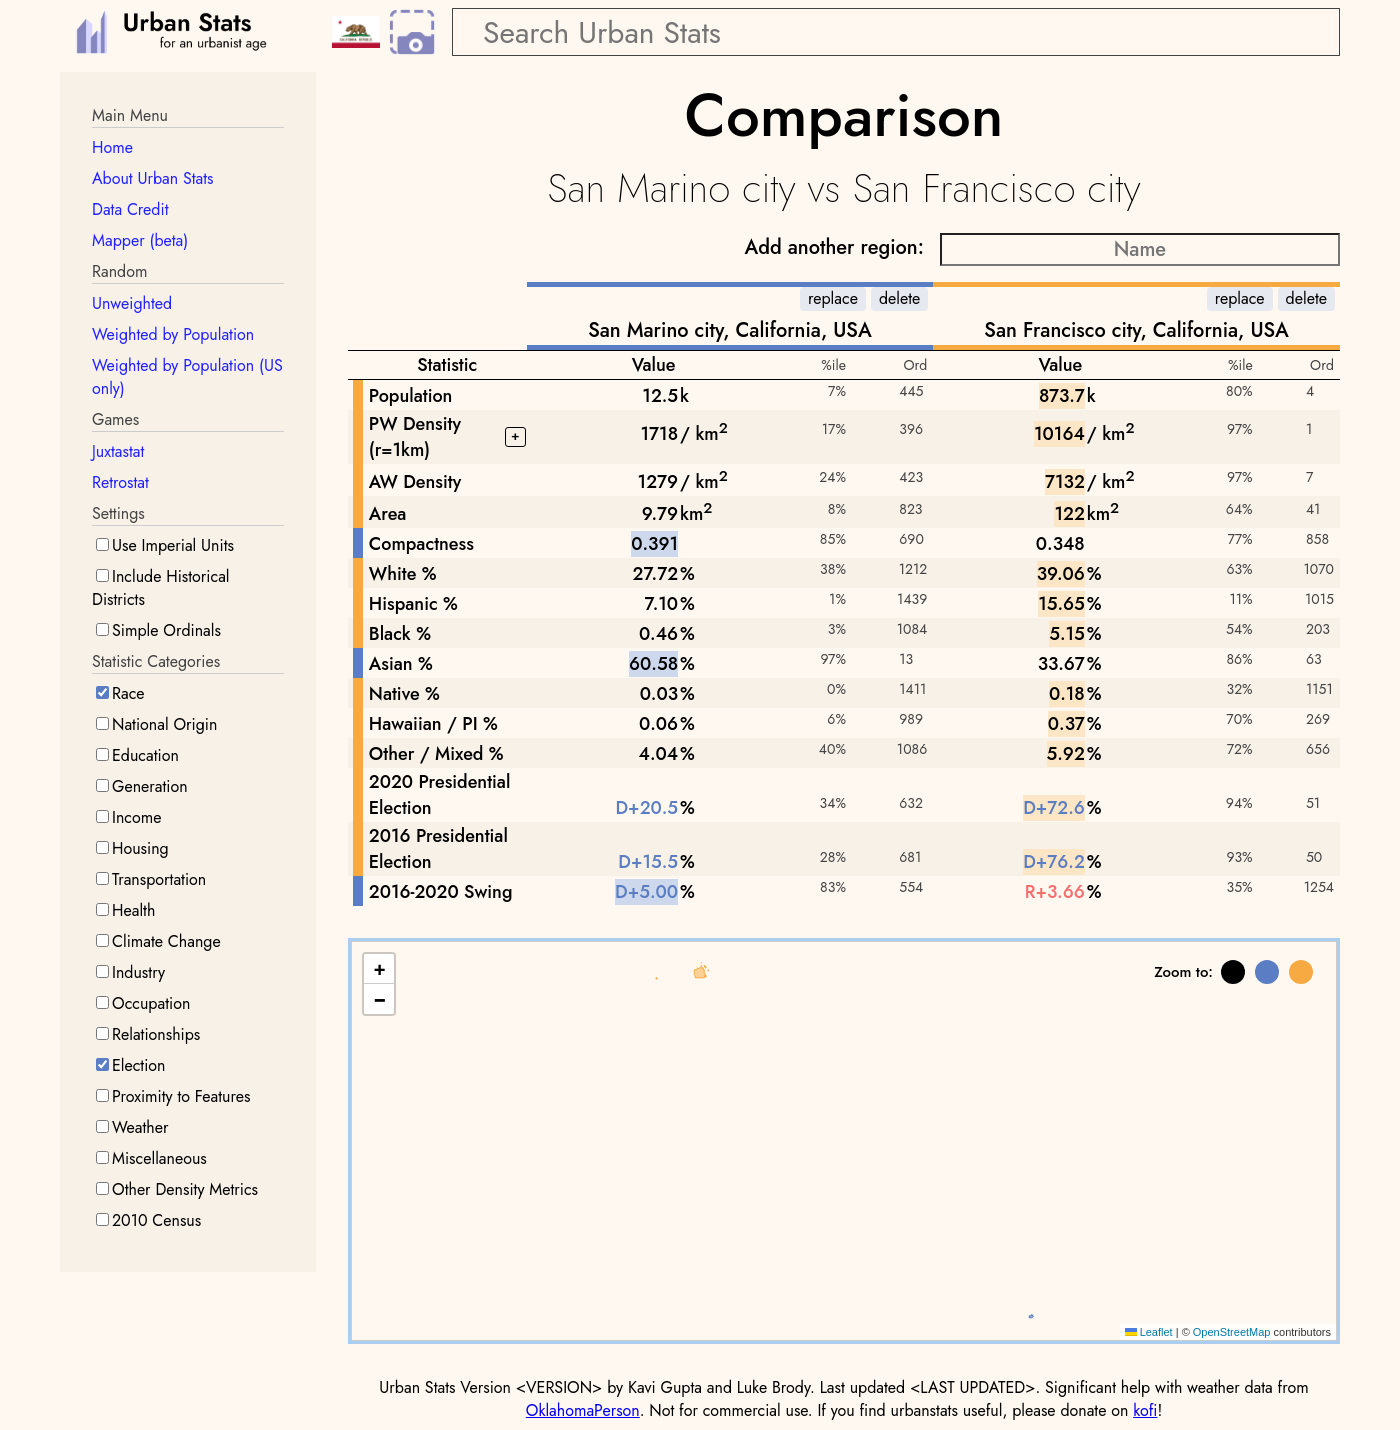 Urban Stats
for an urbanist age
Search Urban Stats
Main Menu
Home
About Urban Stats
Data Credit
Mapper (beta)
Random
Unweighted
Weighted by Population
Weighted by Population (US
only)
Games
Juxtastat
Retrostat
Settings
Use Imperial Units
Include Historical
Districts
Simple Ordinals
Statistic Categories
Race
National Origin
Education
Generation
Income
Housing
Transportation
Health
Climate Change
Industry
Occupation
Relationships
Election
Proximity to Features
Weather
Miscellaneous
Other Density Metrics
2010 Census
Comparison
San Marino city vs San Francisco city
Add another region: Name
replace delete replace delete
San Marino city, California, USA San Francisco city, California, USA
Statistic Value %ile Ord Value %ile Ord
Population 12.5k 7% 445 873.7k 80% 4
PW Density
(r=1km) + 1718/ km² 17% 396 10164/ km² 97% 1
AW Density 1279/ km² 24% 423 7132/ km² 97% 7
Area 9.79km² 8% 823 122km² 64% 41
Compactness 0.391 85% 690 0.348 77% 858
White % 27.72% 38% 1212 39.06% 63% 1070
Hispanic % 7.10% 1% 1439 15.65% 11% 1015
Black % 0.46% 3% 1084 5.15% 54% 203
Asian % 60.58% 97% 13 33.67% 86% 63
Native % 0.03% 0% 1411 0.18% 32% 1151
Hawaiian / PI % 0.06% 6% 989 0.37% 70% 269
Other / Mixed % 4.04% 40% 1086 5.92% 72% 656
2020 Presidential
Election D+20.5% 34% 632 D+72.6% 94% 51
2016 Presidential
Election D+15.5% 28% 681 D+76.2% 93% 50
2016-2020 Swing D+5.00% 83% 554 R+3.66% 35% 1254
+
−
Zoom to:
Leaflet | © OpenStreetMap contributors
Urban Stats Version <VERSION> by Kavi Gupta and Luke Brody. Last updated <LAST UPDATED>. Significant help with weather data from
OklahomaPerson. Not for commercial use. If you find urbanstats useful, please donate on kofi!